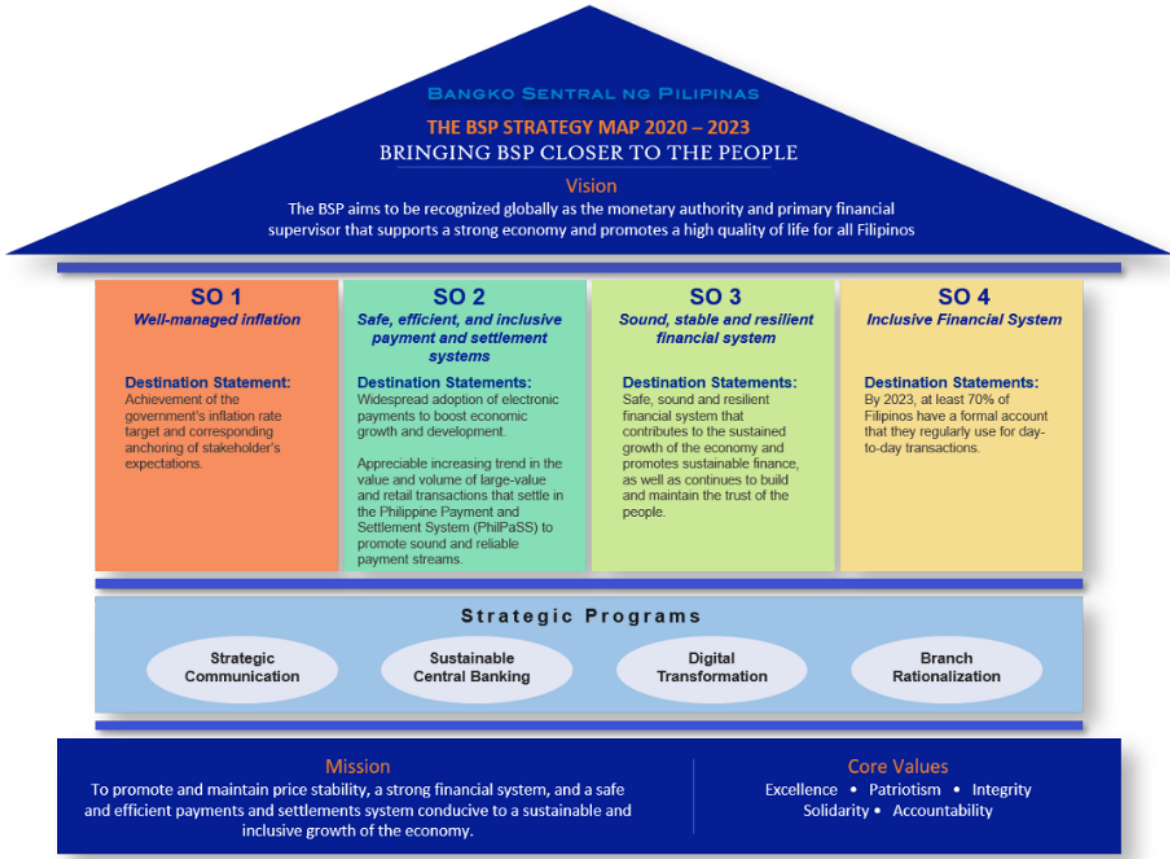 BANGKO SENTRAL NG PILIPINAS
THE BSP STRATEGY MAP 2020 – 2023
BRINGING BSP CLOSER TO THE PEOPLE
Vision
The BSP aims to be recognized globally as the monetary authority and primary financial
supervisor that supports a strong economy and promotes a high quality of life for all Filipinos
SO 1
Well-managed inflation
Destination Statement:
Achievement of the
government's inflation rate
target and corresponding
anchoring of stakeholder's
expectations.
SO 2
Safe, efficient, and inclusive
payment and settlement
systems
Destination Statements:
Widespread adoption of electronic
payments to boost economic
growth and development.
Appreciable increasing trend in the
value and volume of large-value
and retail transactions that settle in
the Philippine Payment and
Settlement System (PhilPaSS) to
promote sound and reliable
payment streams.
SO 3
Sound, stable and resilient
financial system
Destination Statements:
Safe, sound and resilient
financial system that
contributes to the sustained
growth of the economy and
promotes sustainable finance,
as well as continues to build
and maintain the trust of the
people.
SO 4
Inclusive Financial System
Destination Statements:
By 2023, at least 70% of
Filipinos have a formal account
that they regularly use for day-
to-day transactions.
Strategic Programs
Strategic
Communication
Sustainable
Central Banking
Digital
Transformation
Branch
Rationalization
Mission
To promote and maintain price stability, a strong financial system, and a safe
and efficient payments and settlements system conducive to a sustainable and
inclusive growth of the economy.
Core Values
Excellence • Patriotism • Integrity
Solidarity • Accountability